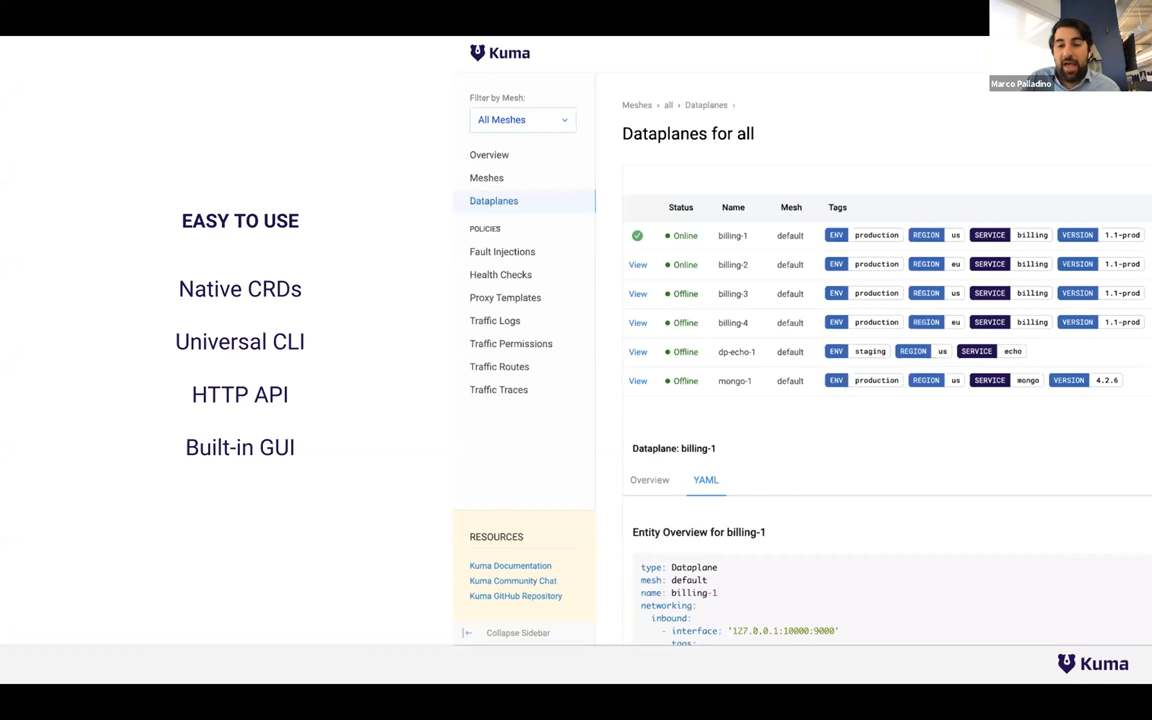 Marco Palladino
Kuma
EASY TO USE
Native CRDs
Universal CLI
HTTP API
Built-in GUI
Filter by Mesh:
All Meshes
Overview
Meshes
Dataplanes
POLICIES
Fault Injections
Health Checks
Proxy Templates
Traffic Logs
Traffic Permissions
Traffic Routes
Traffic Traces
RESOURCES
Kuma Documentation
Kuma Community Chat
Kuma GitHub Repository
Collapse Sidebar
Meshes › all › Dataplanes ›
Dataplanes for all
Status Name Mesh Tags
Online billing-1 default ENV production REGION us SERVICE billing VERSION 1.1-prod
View Online billing-2 default ENV production REGION eu SERVICE billing VERSION 1.1-prod
View Offline billing-3 default ENV production REGION us SERVICE billing VERSION 1.1-prod
View Offline billing-4 default ENV production REGION eu SERVICE billing VERSION 1.1-prod
View Offline dp-echo-1 default ENV staging REGION us SERVICE echo
View Offline mongo-1 default ENV production REGION us SERVICE mongo VERSION 4.2.6
Dataplane: billing-1
Overview YAML
Entity Overview for billing-1
type: Dataplane
mesh: default
name: billing-1
networking:
inbound:
- interface: '127.0.0.1:10000:9000'
tags:
Kuma